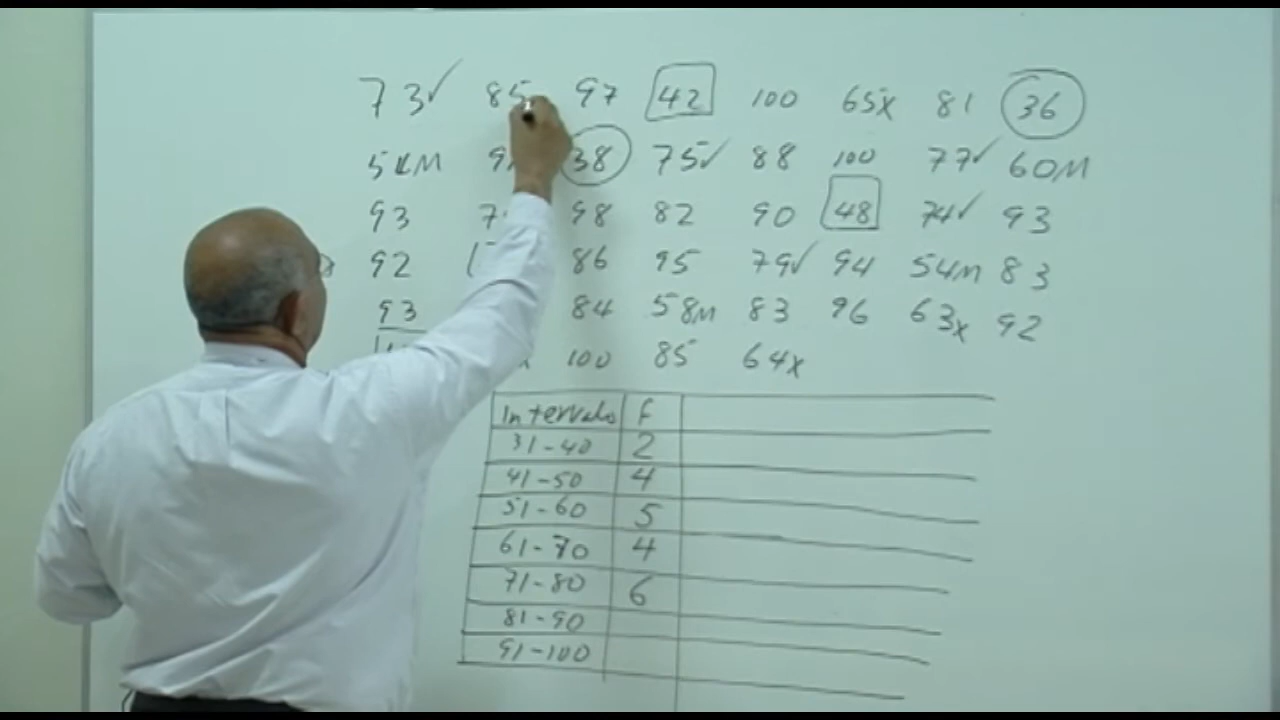 73✓ 85 97 42 100 65x 81 36
38 75✓ 88 100 77✓ 60M
93 98 82 90 48 74✓ 93
92 86 95 79✓ 94 54M 83
93 84 58M 83 96 63x 92
100 85 64x
Intervals f
31-40 2
41-50 4
51-60 5
61-70 4
71-80 6
81-90
91-100